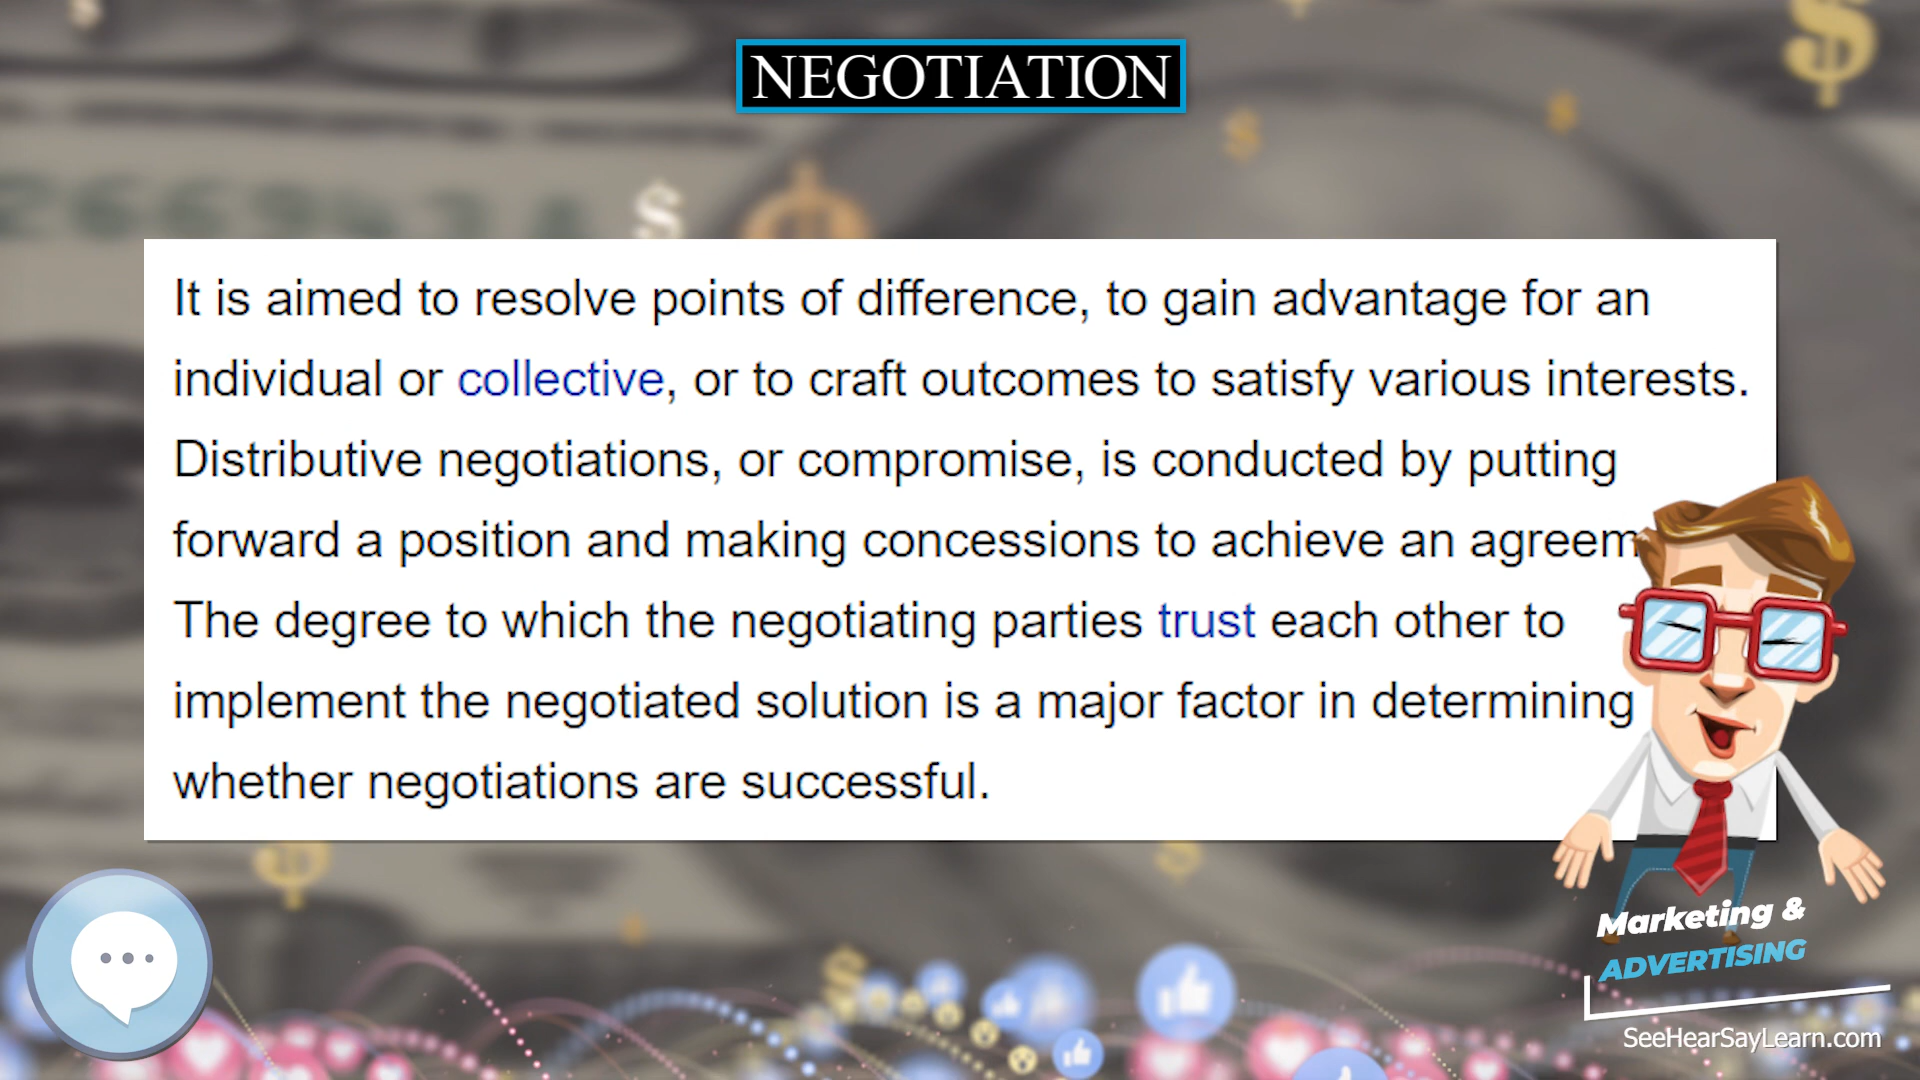 NEGOTIATION
It is aimed to resolve points of difference, to gain advantage for an
individual or collective, or to craft outcomes to satisfy various interests.
Distributive negotiations, or compromise, is conducted by putting
forward a position and making concessions to achieve an agreem
The degree to which the negotiating parties trust each other to
implement the negotiated solution is a major factor in determining
whether negotiations are successful.
Marketing &
ADVERTISING
SeeHearSayLearn.com